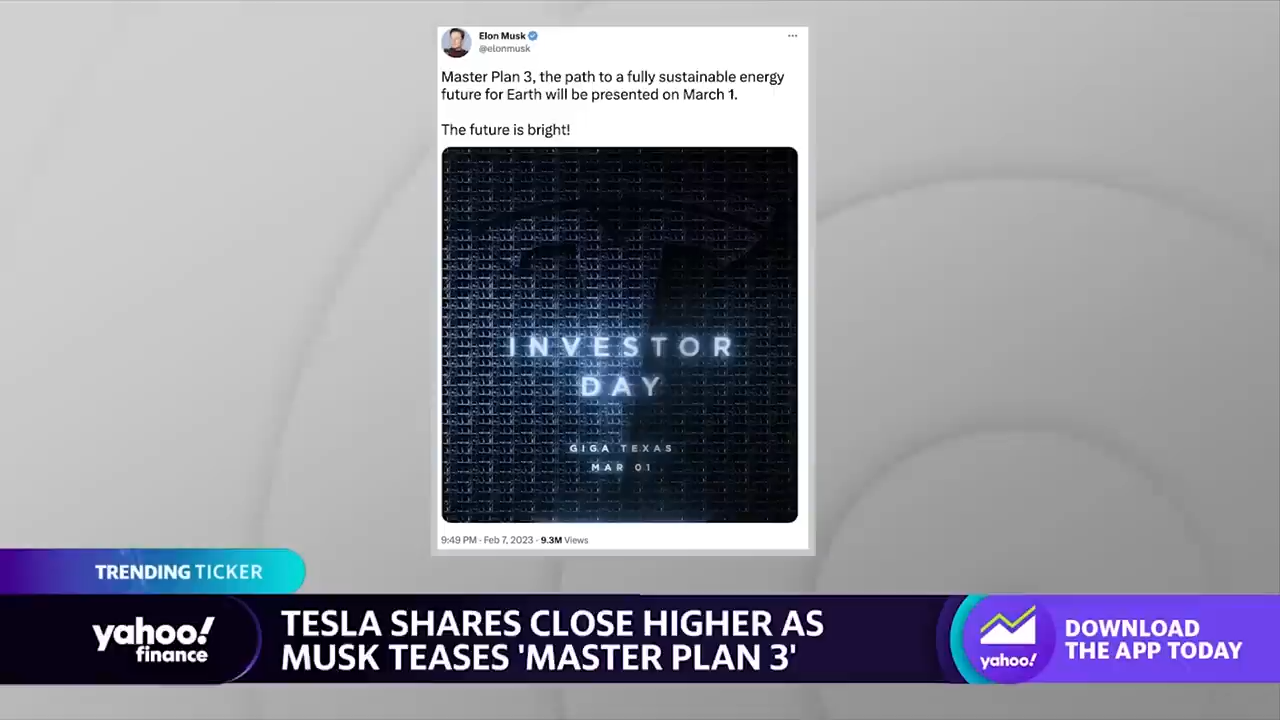 Elon Musk
@elonmusk
Master Plan 3, the path to a fully sustainable energy
future for Earth will be presented on March 1.
The future is bright!
INVESTOR
DAY
GIGA TEXAS
MAR 01
9:49 PM · Feb 7, 2023 · 9.3M Views
TRENDING TICKER
yahoo!
finance
TESLA SHARES CLOSE HIGHER AS
MUSK TEASES 'MASTER PLAN 3'
yahoo!
DOWNLOAD
THE APP TODAY